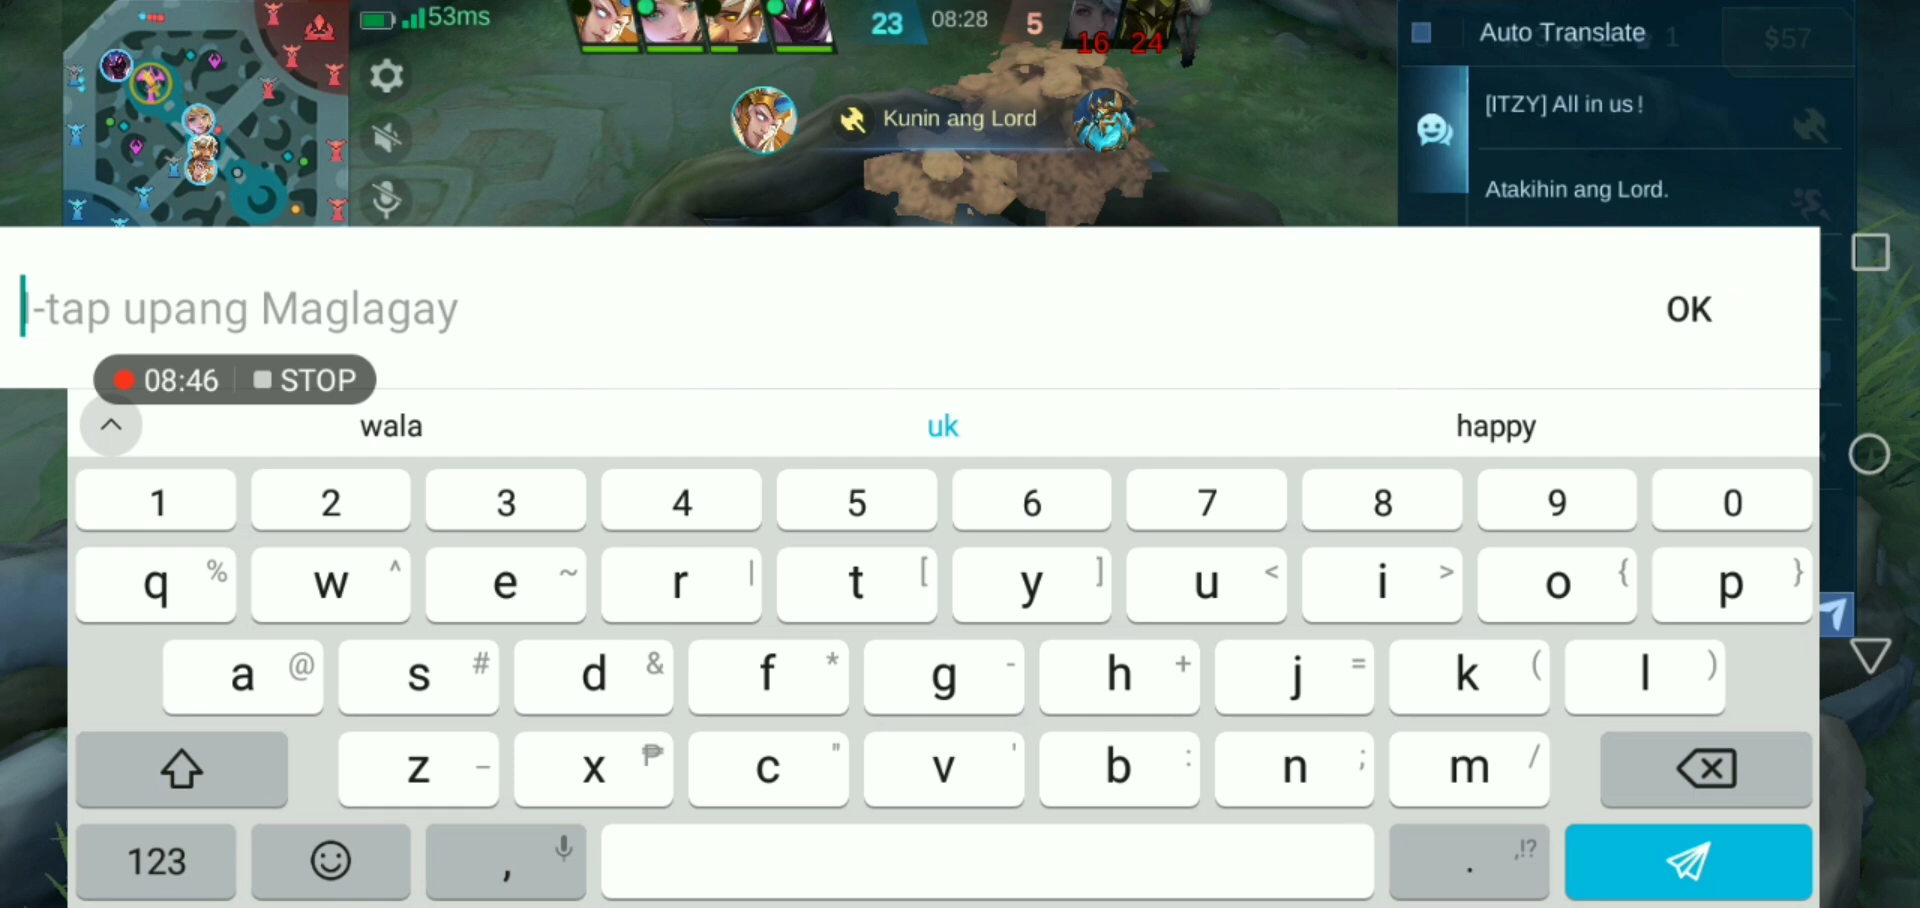 53ms
23
08:28
5
16
24
Kunin ang Lord
Auto Translate
1
$57
[ITZY] All in us !
Atakihin ang Lord.
I-tap upang Maglagay
OK
08:46
STOP
wala
uk
happy
1 2 3 4 5 6 7 8 9 0
q % w ^ e ~ r | t [ y ] u < i > o { p }
a @ s # d & f * g - h + j = k ( l )
z _ x ₱ c " v ' b : n ; m /
123 , . ,!?